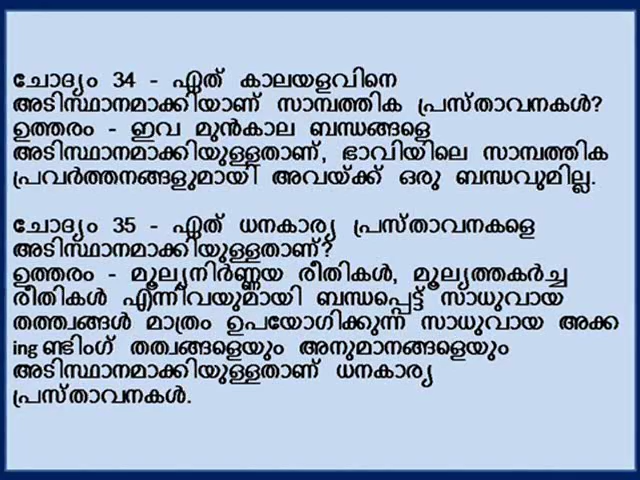 ചോദ്യം 34 - ഏത് കാലയളവിനെ
അടിസ്ഥാനമാക്കിയാണ് സാമ്പത്തിക പ്രസ്താവനകൾ?
ഉത്തരം - ഇവ മുൻകാല ബന്ധങ്ങളെ
അടിസ്ഥാനമാക്കിയുള്ളതാണ്, ഭാവിയിലെ സാമ്പത്തിക
പ്രവർത്തനങ്ങളുമായി അവയ്ക്ക് ഒരു ബന്ധവുമില്ല.
ചോദ്യം 35 - ഏത് ധനകാര്യ പ്രസ്താവനകളെ
അടിസ്ഥാനമാക്കിയുള്ളതാണ്?
ഉത്തരം - മൂല്യനിർണ്ണയ രീതികൾ, മൂല്യത്തകർച്ച
രീതികൾ എന്നിവയുമായി ബന്ധപ്പെട്ട് സാധുവായ
തത്ത്വങ്ങൾ മാത്രം ഉപയോഗിക്കുന്ന സാധുവായ അക്ക
ing ണ്ടിംഗ് തത്വങ്ങളെയും അനുമാനങ്ങളെയും
അടിസ്ഥാനമാക്കിയുള്ളതാണ് ധനകാര്യ
പ്രസ്താവനകൾ.